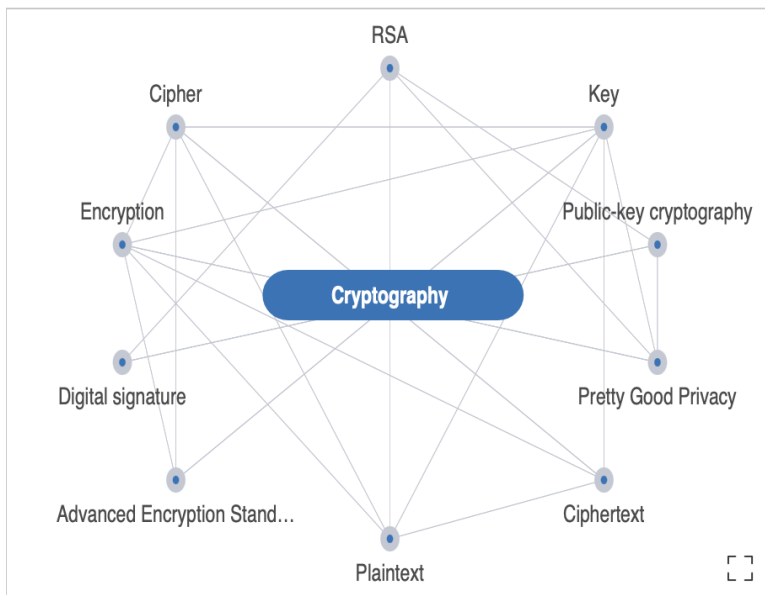 RSA
Cipher
Key
Encryption
Public-key cryptography
Cryptography
Digital signature
Pretty Good Privacy
Advanced Encryption Stand...
Ciphertext
Plaintext